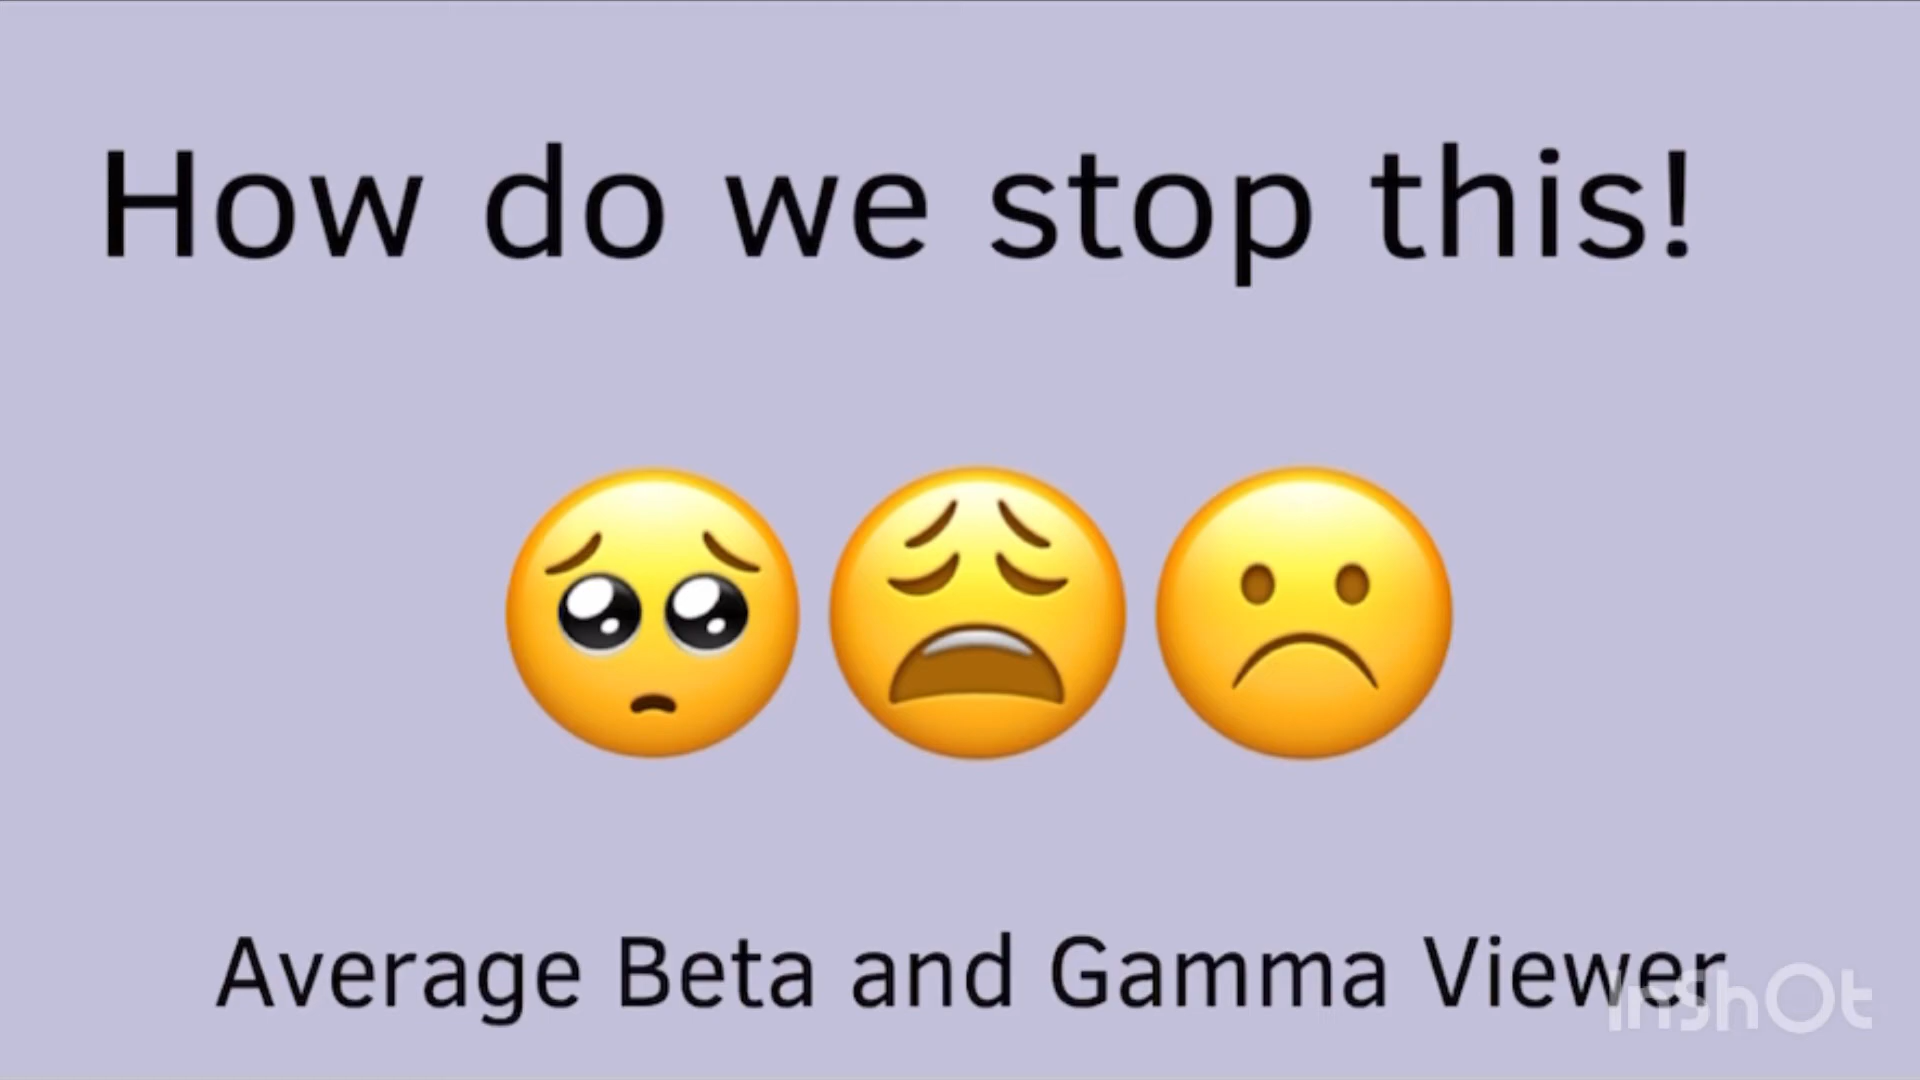 How do we stop this!
🥺😩☹️
Average Beta and Gamma Viewer
InShOt